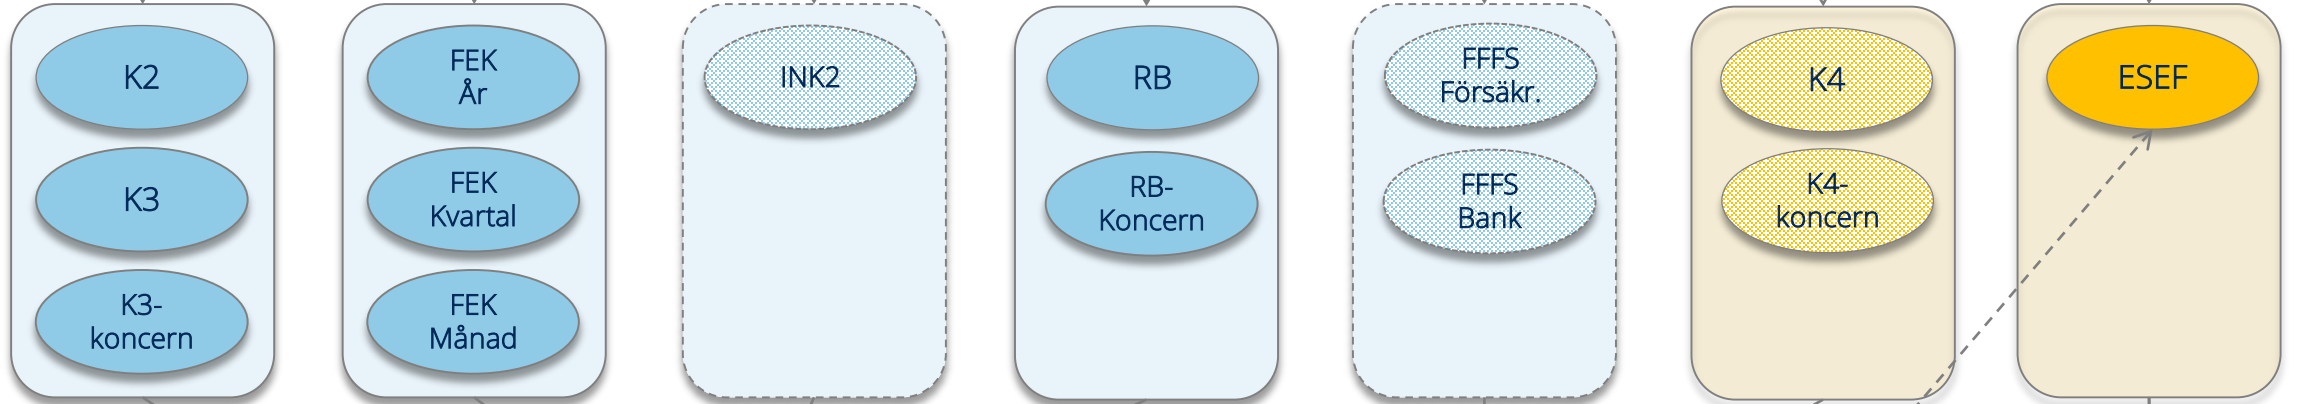 K2
K3
K3-
koncern
FEK
År
FEK
Kvartal
FEK
Månad
INK2
RB
RB-
Koncern
FFFS
Försäkr.
FFFS
Bank
K4
K4-
koncern
ESEF